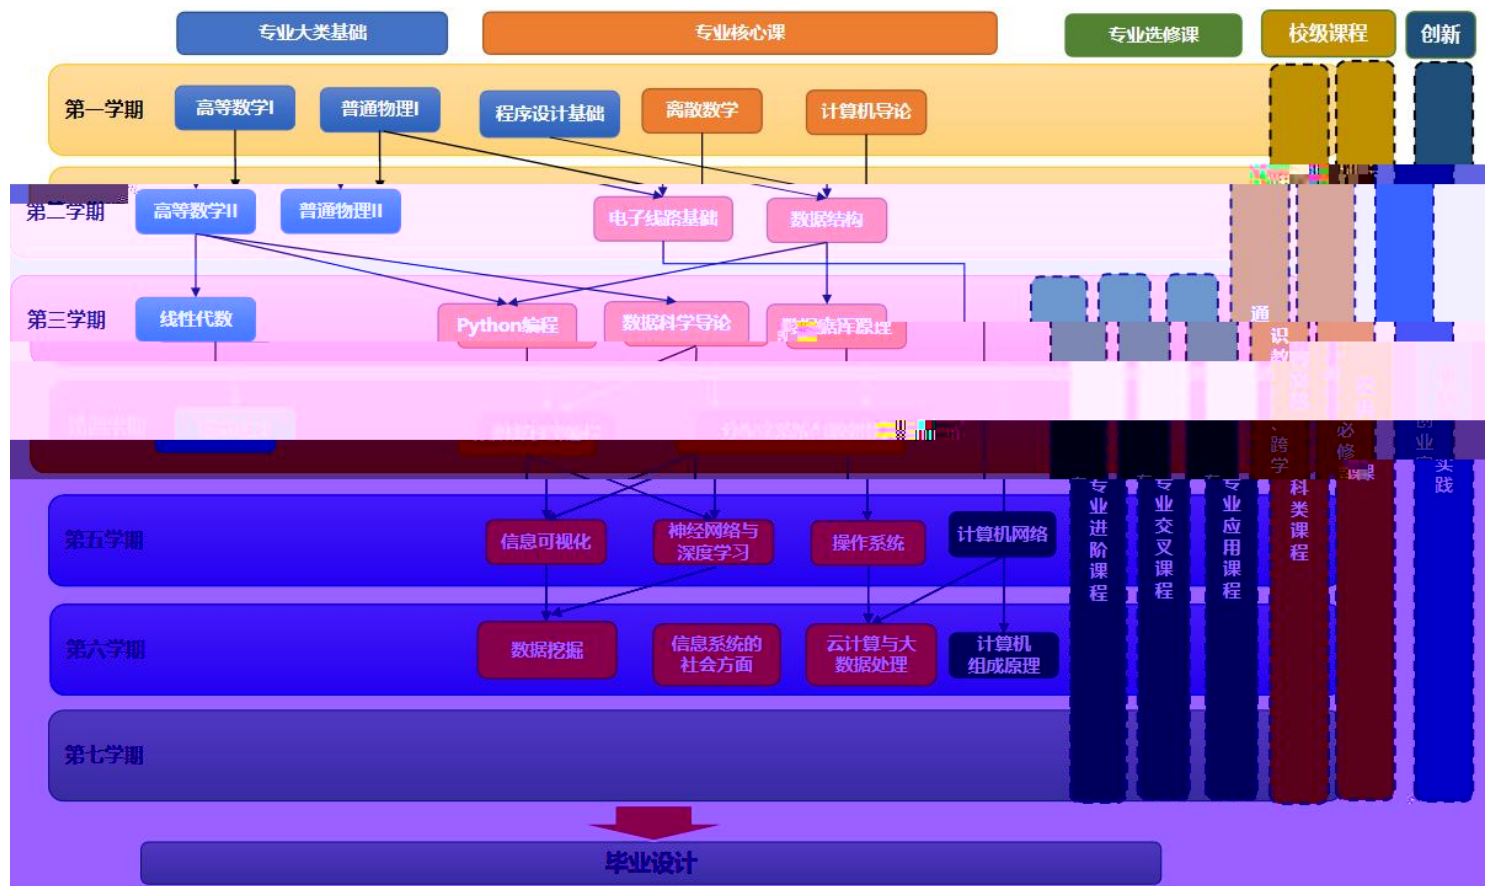 专业大类基础
专业核心课
专业选修课
校级课程
创新
第一学期
高等数学I
普通物理I
程序设计基础
离散数学
计算机导论
第二学期
高等数学II
普通物理II
电子线路基础
数据结构
第三学期
线性代数
Python编程
数据科学导论
数据库原理
第五学期
信息可视化
神经网络与
深度学习
操作系统
计算机网络
第六学期
数据挖掘
信息系统的
社会方面
云计算与大
数据处理
计算机
组成原理
第七学期
专业进阶课程
专业交叉课程
专业应用课程
通识教
、跨学科类课程
必修课
创业
实践
毕业设计